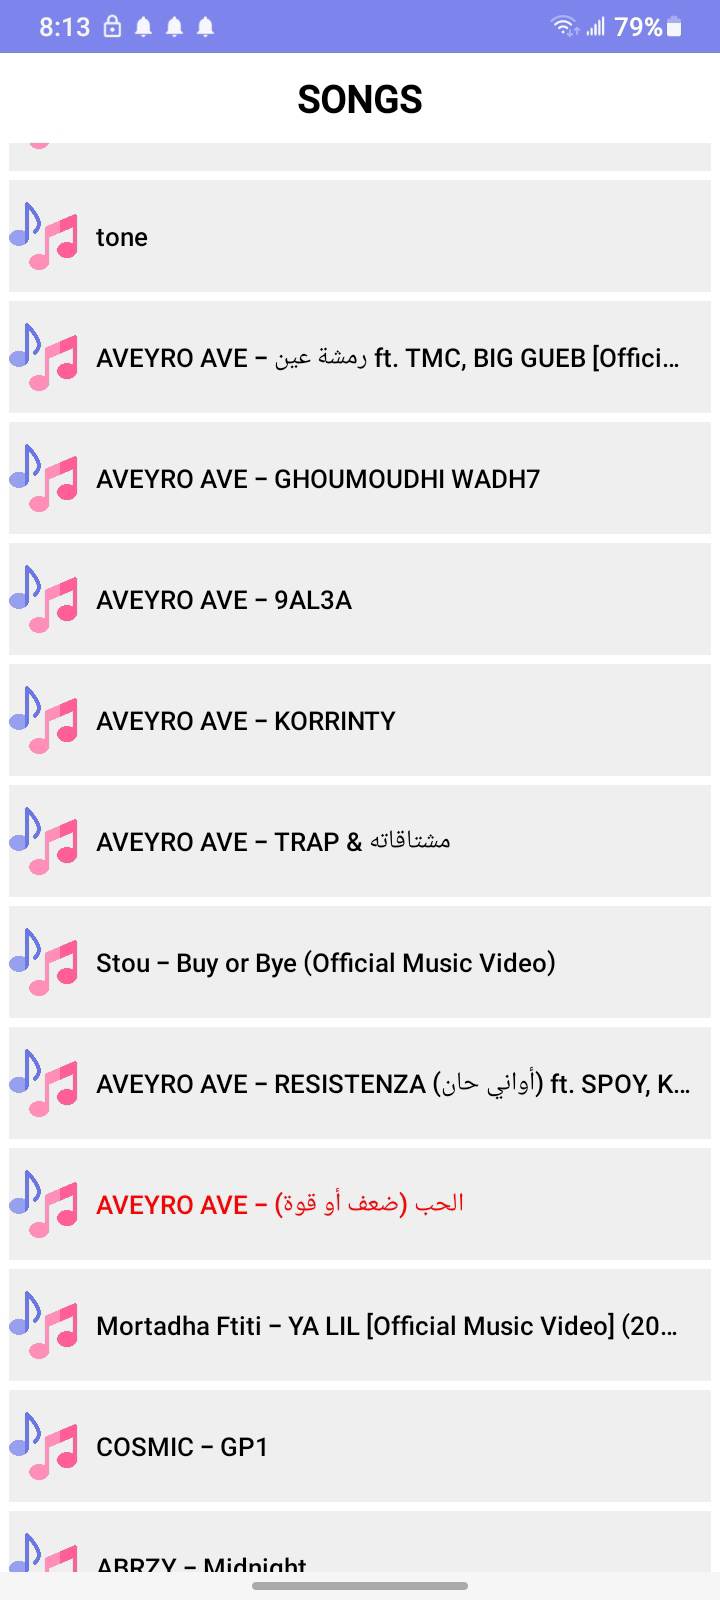 8:13 79%
SONGS
tone
AVEYRO AVE – رمشة عين ft. TMC, BIG GUEB [Offici...
AVEYRO AVE – GHOUMOUDHI WADH7
AVEYRO AVE – 9AL3A
AVEYRO AVE – KORRINTY
AVEYRO AVE – TRAP & مشتاقاته
Stou – Buy or Bye (Official Music Video)
AVEYRO AVE – RESISTENZA (أواني حان) ft. SPOY, K...
AVEYRO AVE – الحب (ضعف أو قوة)
Mortadha Ftiti – YA LIL [Official Music Video] (20...
COSMIC – GP1
ABRZY – Midnight